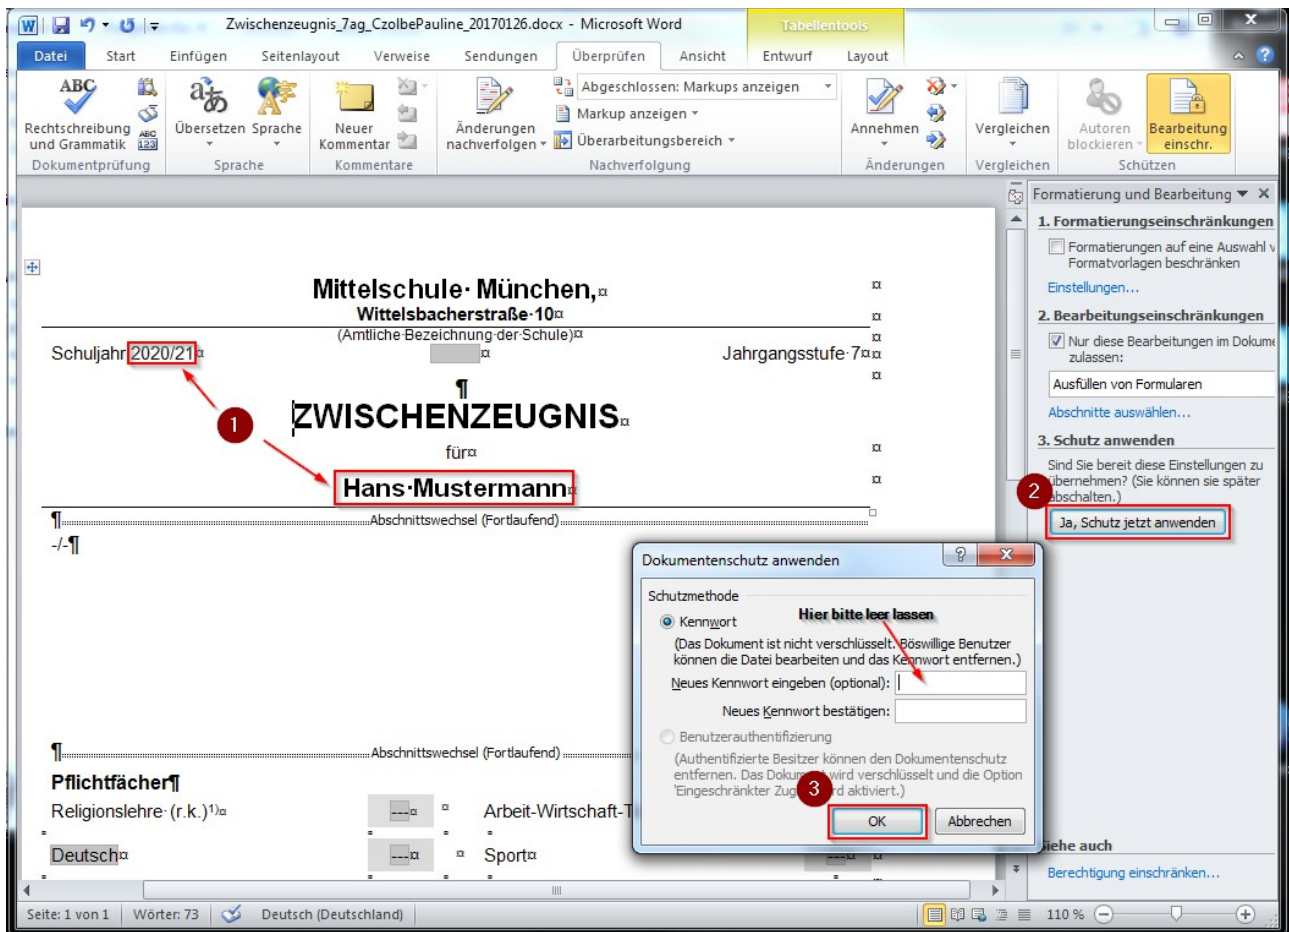 Zwischenzeugnis_7ag_CzolbePauline_20170126.docx - Microsoft Word
Tabellentools
Datei Start Einfügen Seitenlayout Verweise Sendungen Überprüfen Ansicht Entwurf Layout
Rechtschreibung und Grammatik
Übersetzen Sprache
Neuer Kommentar
Änderungen nachverfolgen
Abgeschlossen: Markups anzeigen
Markup anzeigen
Überarbeitungsbereich
Annehmen
Vergleichen
Autoren blockieren
Bearbeitung einschr.
Dokumentprüfung Sprache Kommentare Nachverfolgung Änderungen Vergleichen Schützen
Mittelschule· München,¤
Wittelsbacherstraße·10¤
(Amtliche·Bezeichnung·der·Schule)¤
Schuljahr 2020/21¤ Jahrgangsstufe·7¤¤
¶
ZWISCHENZEUGNIS¤
1
für¤
Hans·Mustermann¤
¶ Abschnittswechsel (Fortlaufend)
-/-¶
¶ Abschnittswechsel (Fortlaufend)
Pflichtfächer¶
Religionslehre·(r.k.)¹⁾¤ ---¤ ¤ Arbeit-Wirtschaft-T
Deutsch¤ ---¤ ¤ Sport¤ ---¤ ¤
Formatierung und Bearbeitung
1. Formatierungseinschränkungen
Formatierungen auf eine Auswahl v
Formatvorlagen beschränken
Einstellungen...
2. Bearbeitungseinschränkungen
Nur diese Bearbeitungen im Dokume
zulassen:
Ausfüllen von Formularen
Abschnitte auswählen...
3. Schutz anwenden
Sind Sie bereit diese Einstellungen zu
übernehmen? (Sie können sie später
abschalten.)
2
Ja, Schutz jetzt anwenden
Dokumentenschutz anwenden
Schutzmethode
Hier bitte leer lassen
Kennwort
(Das Dokument ist nicht verschlüsselt. Böswillige Benutzer
können die Datei bearbeiten und das Kennwort entfernen.)
Neues Kennwort eingeben (optional):
Neues Kennwort bestätigen:
Benutzerauthentifizierung
(Authentifizierte Besitzer können den Dokumentenschutz
entfernen. Das Dokument wird verschlüsselt und die Option
'Eingeschränkter Zug rd aktiviert.)
3
OK Abbrechen
Siehe auch
Berechtigung einschränken...
Seite: 1 von 1 Wörter: 73 Deutsch (Deutschland) 110 %